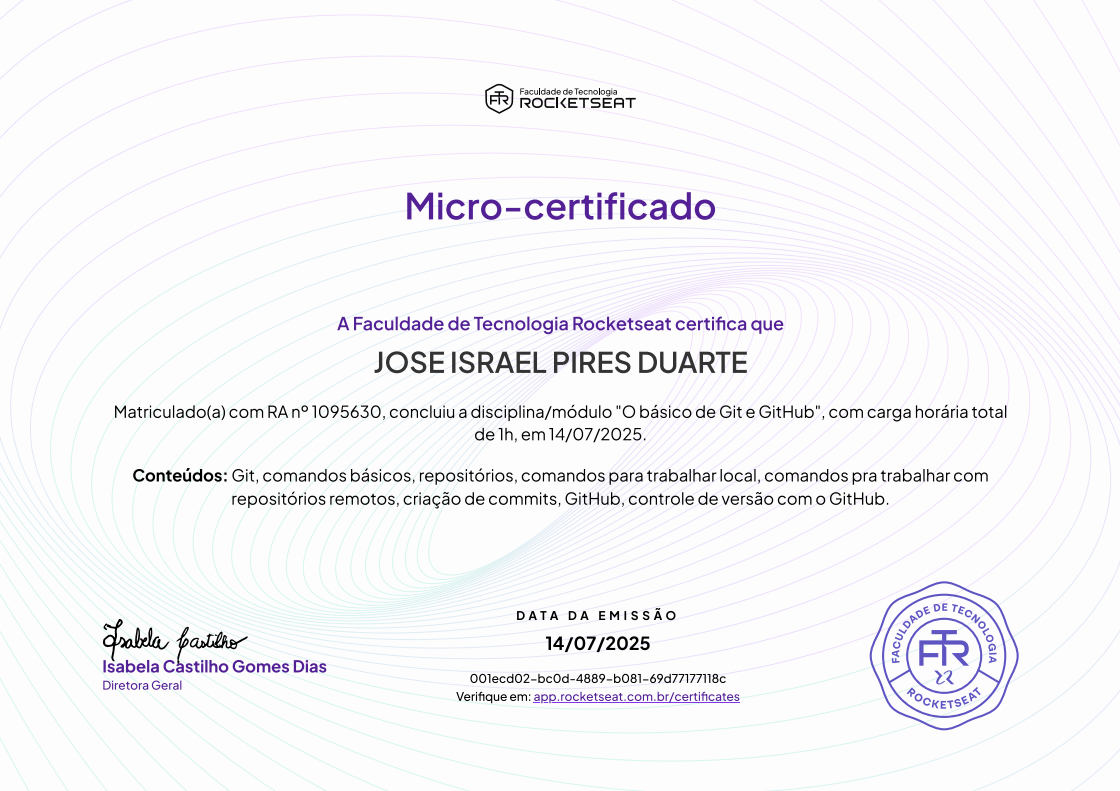 Faculdade de Tecnologia
ROCKETSEAT
Micro-certificado
A Faculdade de Tecnologia Rocketseat certifica que
JOSE ISRAEL PIRES DUARTE
Matriculado(a) com RA nº 1095630, concluiu a disciplina/módulo "O básico de Git e GitHub", com carga horária total
de 1h, em 14/07/2025.
Conteúdos: Git, comandos básicos, repositórios, comandos para trabalhar local, comandos pra trabalhar com
repositórios remotos, criação de commits, GitHub, controle de versão com o GitHub.
Isabela Castilho
Isabela Castilho Gomes Dias
Diretora Geral
DATA DA EMISSÃO
14/07/2025
001ecd02-bc0d-4889-b081-69d77177118c
Verifique em: app.rocketseat.com.br/certificates
FACULDADE DE TECNOLOGIA
FTR
ROCKETSEAT